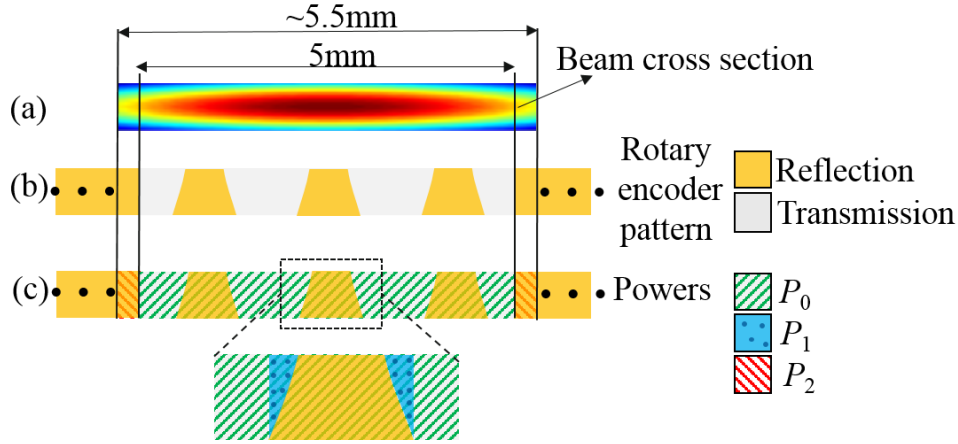 ~5.5mm
5mm
Beam cross section
(a)
(b)
Rotary
encoder
pattern
Reflection
Transmission
(c)
Powers
P₀
P₁
P₂